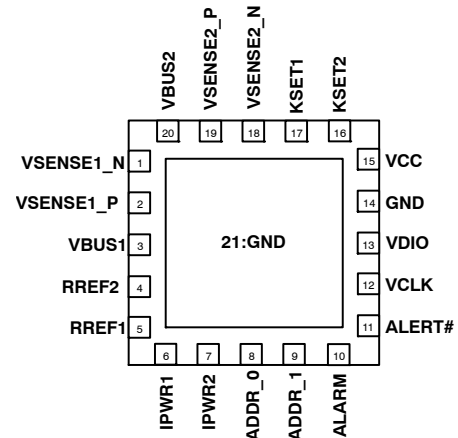 VBUS2
VSENSE2_P
VSENSE2_N
KSET1
KSET2
20
19
18
17
16
VSENSE1_N
1
15
VCC
VSENSE1_P
2
14
GND
VBUS1
3
21:GND
13
VDIO
RREF2
4
12
VCLK
RREF1
5
11
ALERT#
6
7
8
9
10
IPWR1
IPWR2
ADDR_0
ADDR_1
ALARM